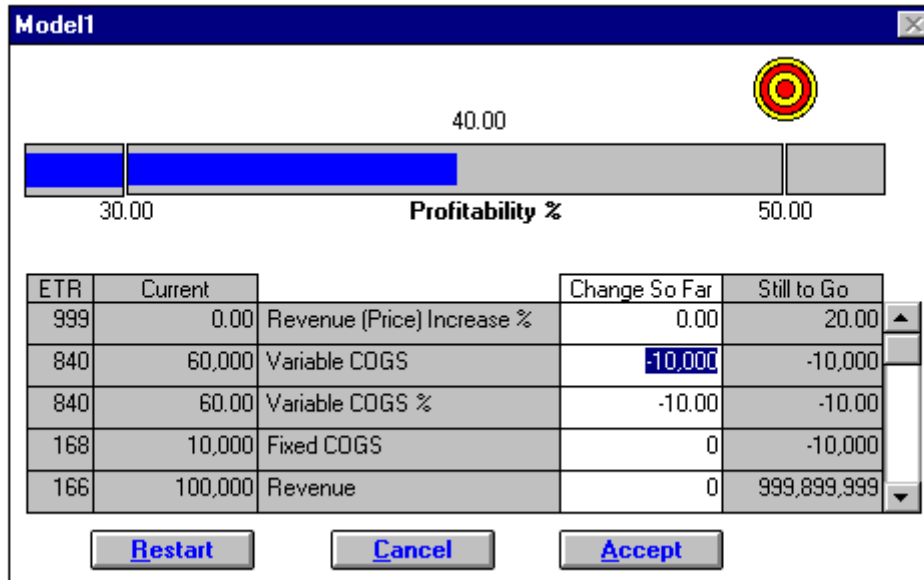 Model1
40.00
30.00 Profitability % 50.00
ETR Current Change So Far Still to Go
999 0.00 Revenue (Price) Increase % 0.00 20.00
840 60,000 Variable COGS -10,000 -10,000
840 60.00 Variable COGS % -10.00 -10.00
168 10,000 Fixed COGS 0 -10,000
166 100,000 Revenue 0 999,899,999
Restart Cancel Accept